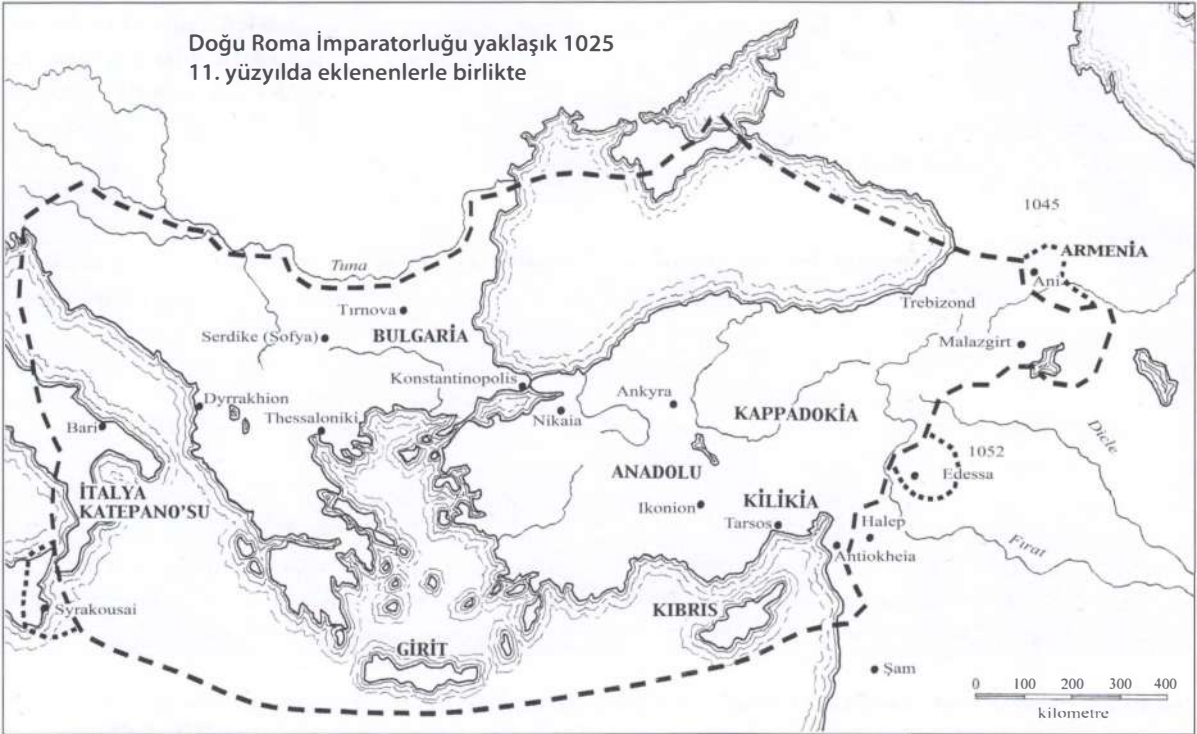 Doğu Roma İmparatorluğu yaklaşık 1025
11. yüzyılda eklenenlerle birlikte
1045
ARMENİA
Ani
Tuna
Trebizond
Tırnova
Serdike (Sofya)
BULGARİA
Malazgirt
Konstantinopolis
Ankyra
Dyrrakhion
Nikaia
KAPPADOKİA
Thessaloniki
Bari
Dicle
1052
ANADOLU
Edessa
İTALYA
KATEPANO'SU
KİLİKİA
Ikonion
Tarsos
Halep
Antiokheia
Fırat
Syrakousai
KIBRIS
GİRİT
Şam
0 100 200 300 400
kilometre